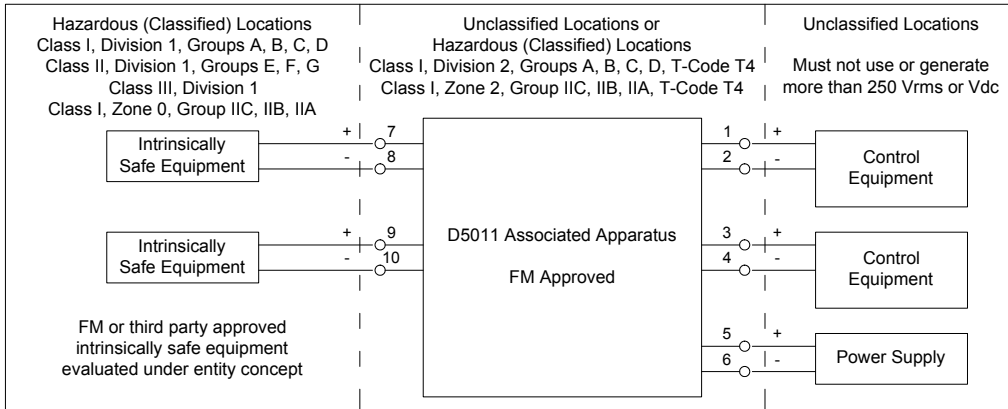 Hazardous (Classified) Locations
Class I, Division 1, Groups A, B, C, D
Class II, Division 1, Groups E, F, G
Class III, Division 1
Class I, Zone 0, Group IIC, IIB, IIA
Unclassified Locations or
Hazardous (Classified) Locations
Class I, Division 2, Groups A, B, C, D, T-Code T4
Class I, Zone 2, Group IIC, IIB, IIA, T-Code T4
Unclassified Locations
Must not use or generate
more than 250 Vrms or Vdc
Intrinsically
Safe Equipment
+ 7
- 8
Intrinsically
Safe Equipment
+ 9
- 10
FM or third party approved
intrinsically safe equipment
evaluated under entity concept
D5011 Associated Apparatus
FM Approved
1 +
2 -
Control
Equipment
3 +
4 -
Control
Equipment
5 +
6 -
Power Supply